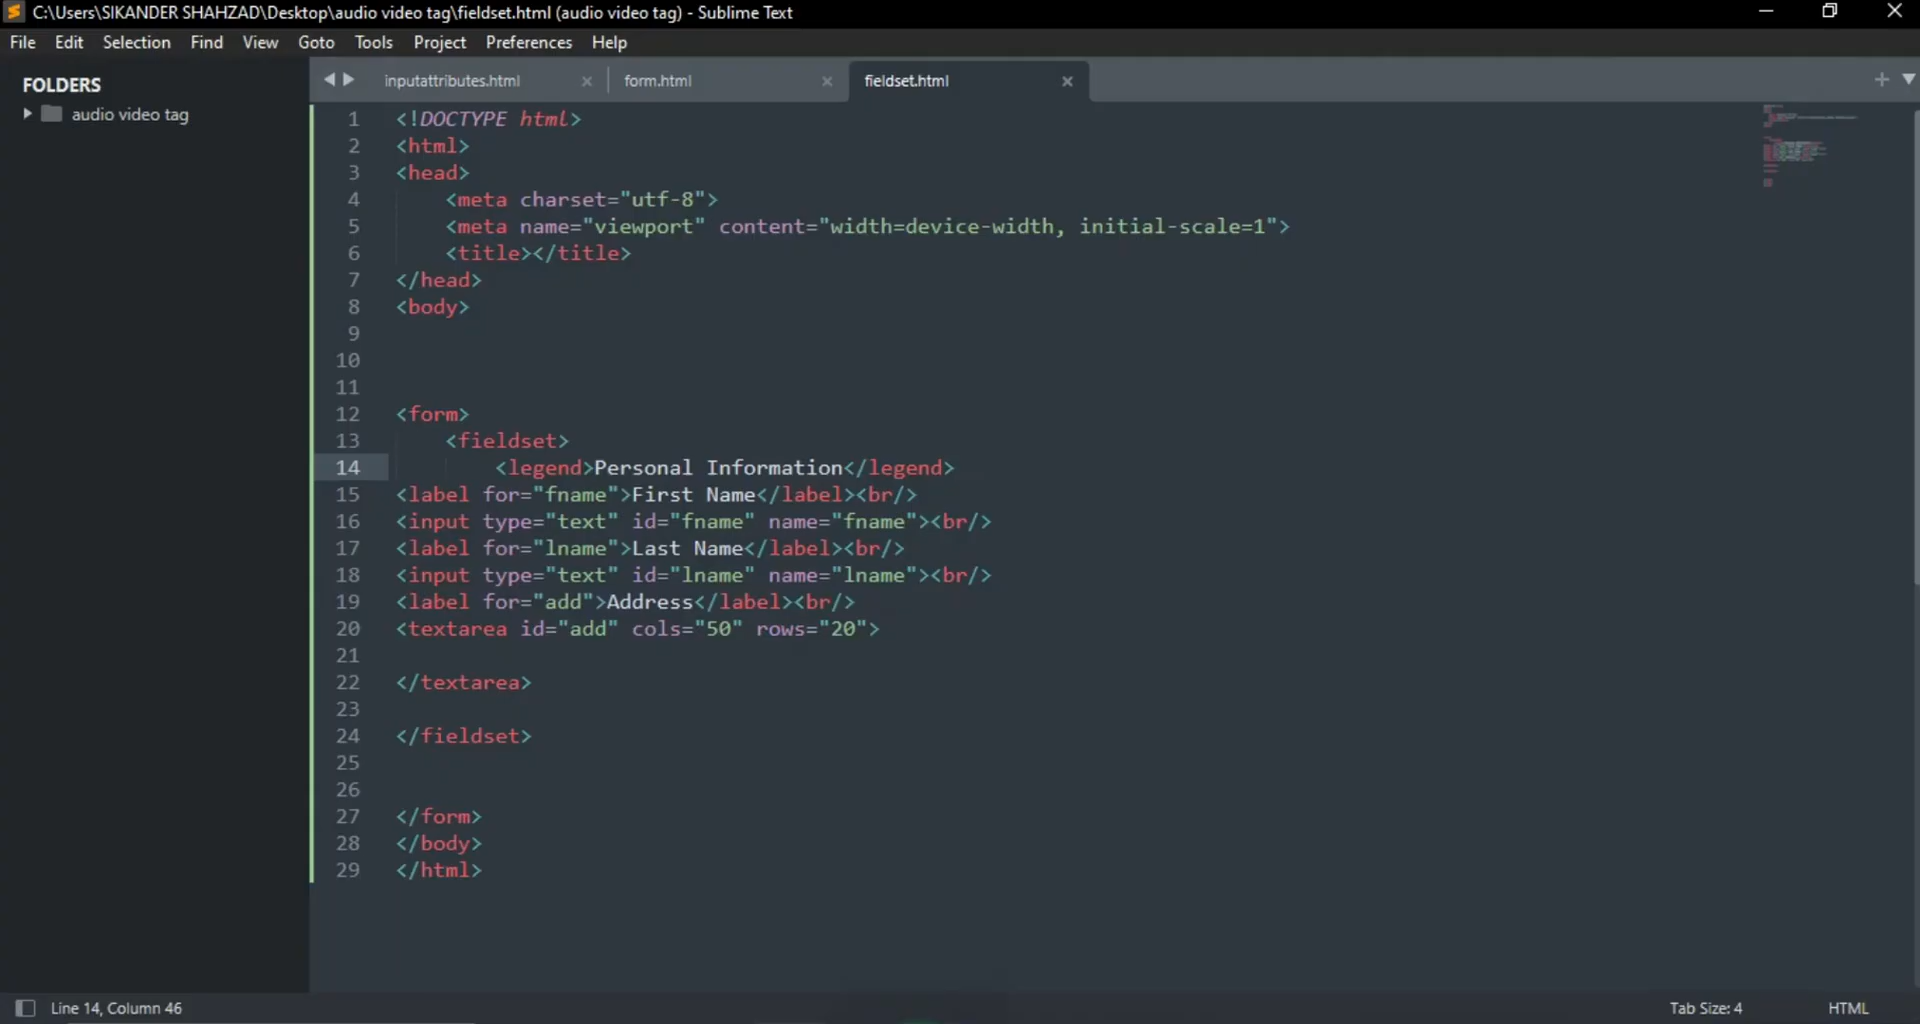 C:\Users\SIKANDER SHAHZAD\Desktop\audio video tag\fieldset.html (audio video tag) - Sublime Text
File Edit Selection Find View Goto Tools Project Preferences Help
FOLDERS
audio video tag
inputattributes.html × form.html × fieldset.html ×
1 <!DOCTYPE html>
2 <html>
3 <head>
4 <meta charset="utf-8">
5 <meta name="viewport" content="width=device-width, initial-scale=1">
6 <title></title>
7 </head>
8 <body>
9
10
11
12 <form>
13 <fieldset>
14 <legend>Personal Information</legend>
15 <label for="fname">First Name</label><br/>
16 <input type="text" id="fname" name="fname"><br/>
17 <label for="lname">Last Name</label><br/>
18 <input type="text" id="lname" name="lname"><br/>
19 <label for="add">Address</label><br/>
20 <textarea id="add" cols="50" rows="20">
21
22 </textarea>
23
24 </fieldset>
25
26
27 </form>
28 </body>
29 </html>
Line 14, Column 46
Tab Size: 4 HTML